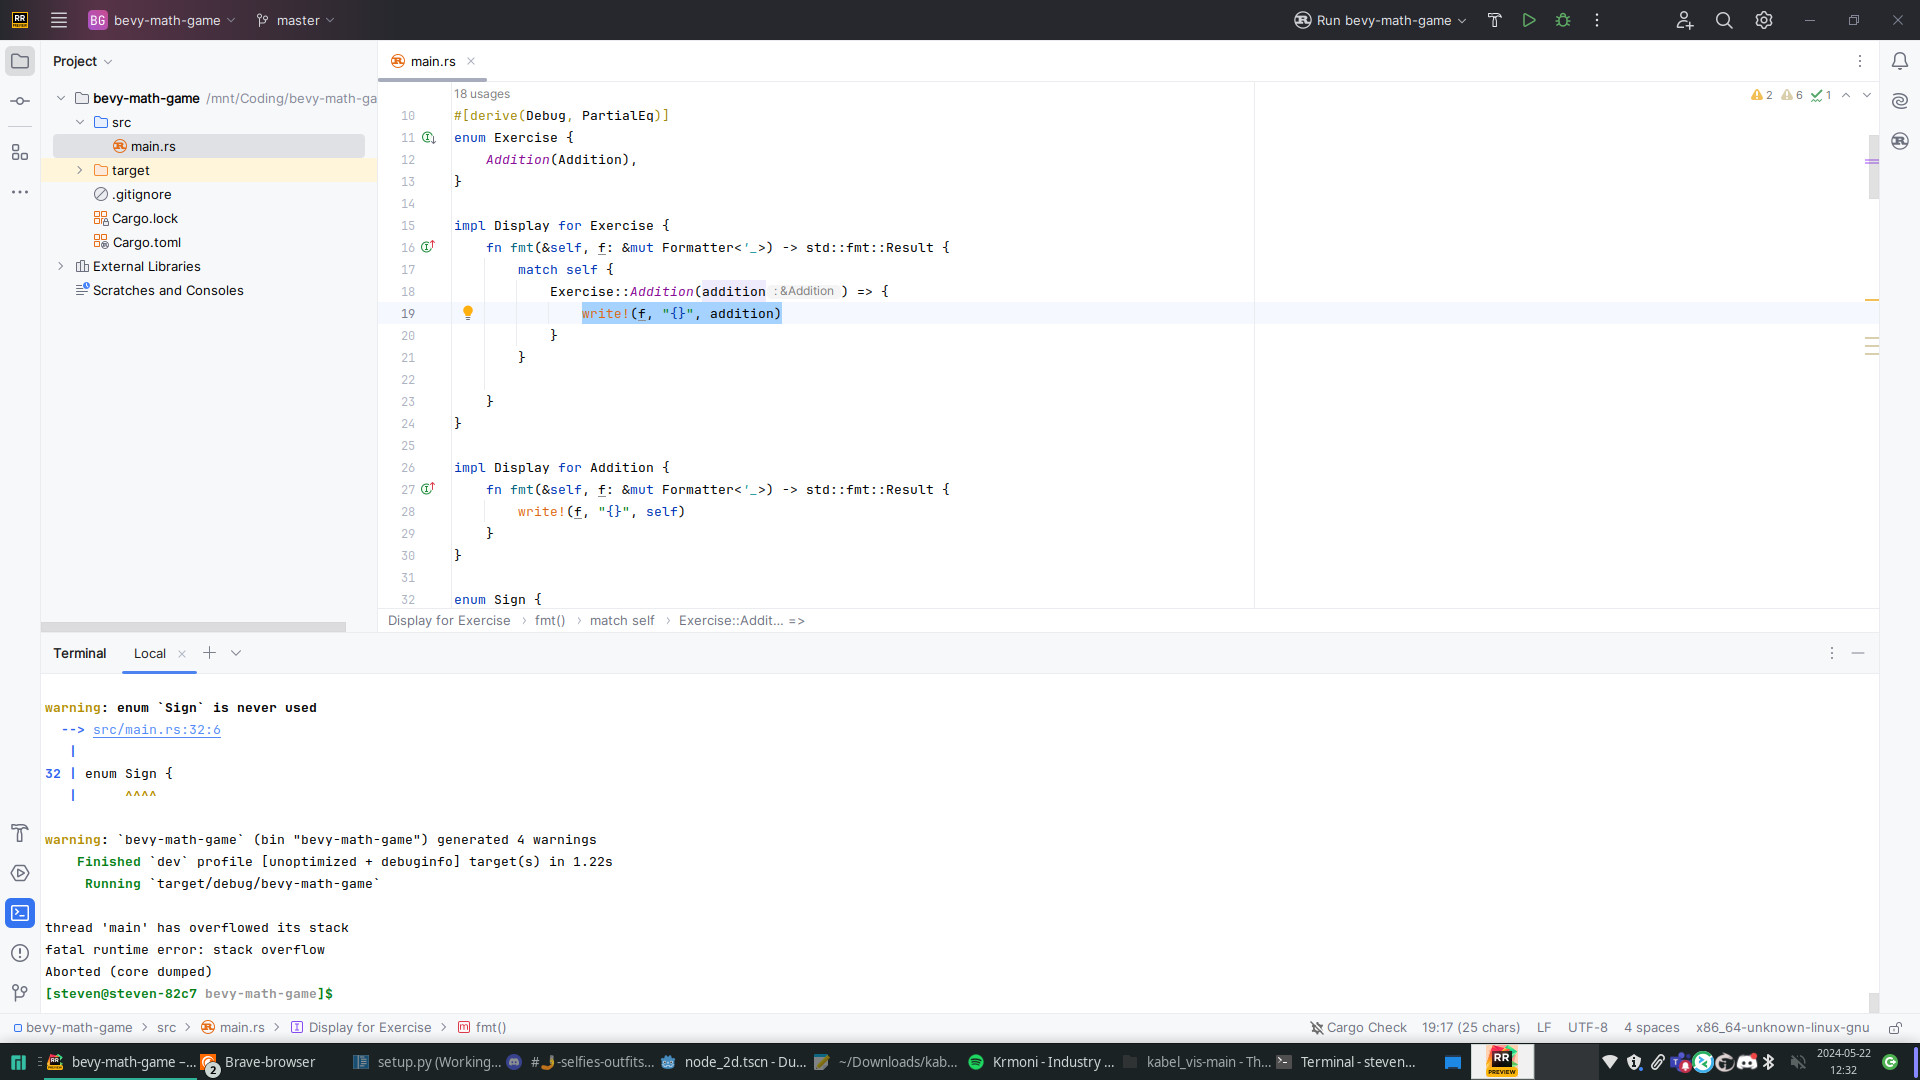 RR
PREVIEW
BG bevy-math-game
master
Run bevy-math-game
Project
main.rs
bevy-math-game /mnt/Coding/bevy-math-ga
src
main.rs
target
.gitignore
Cargo.lock
Cargo.toml
External Libraries
Scratches and Consoles
2 6 1
18 usages
10 #[derive(Debug, PartialEq)]
11 enum Exercise {
12 Addition(Addition),
13 }
14
15 impl Display for Exercise {
16 fn fmt(&self, f: &mut Formatter<'_>) -> std::fmt::Result {
17 match self {
18 Exercise::Addition(addition : &Addition ) => {
19 write!(f, "{}", addition)
20 }
21 }
22
23 }
24 }
25
26 impl Display for Addition {
27 fn fmt(&self, f: &mut Formatter<'_>) -> std::fmt::Result {
28 write!(f, "{}", self)
29 }
30 }
31
32 enum Sign {
Display for Exercise › fmt() › match self › Exercise::Addit... =>
Terminal Local
warning: enum `Sign` is never used
--> src/main.rs:32:6
|
32 | enum Sign {
| ^^^^
warning: `bevy-math-game` (bin "bevy-math-game") generated 4 warnings
Finished `dev` profile [unoptimized + debuginfo] target(s) in 1.22s
Running `target/debug/bevy-math-game`
thread 'main' has overflowed its stack
fatal runtime error: stack overflow
Aborted (core dumped)
[steven@steven-82c7 bevy-math-game]$
bevy-math-game › src › main.rs › Display for Exercise › fmt()
Cargo Check 19:17 (25 chars) LF UTF-8 4 spaces x86_64-unknown-linux-gnu
bevy-math-game –...
2 Brave-browser
setup.py (Working...
#🤳-selfies-outfits...
node_2d.tscn - Du...
~/Downloads/kab...
Krmoni - Industry ...
kabel_vis-main - Th...
Terminal - steven...
RR
PREVIEW
2024-05-22
12:32